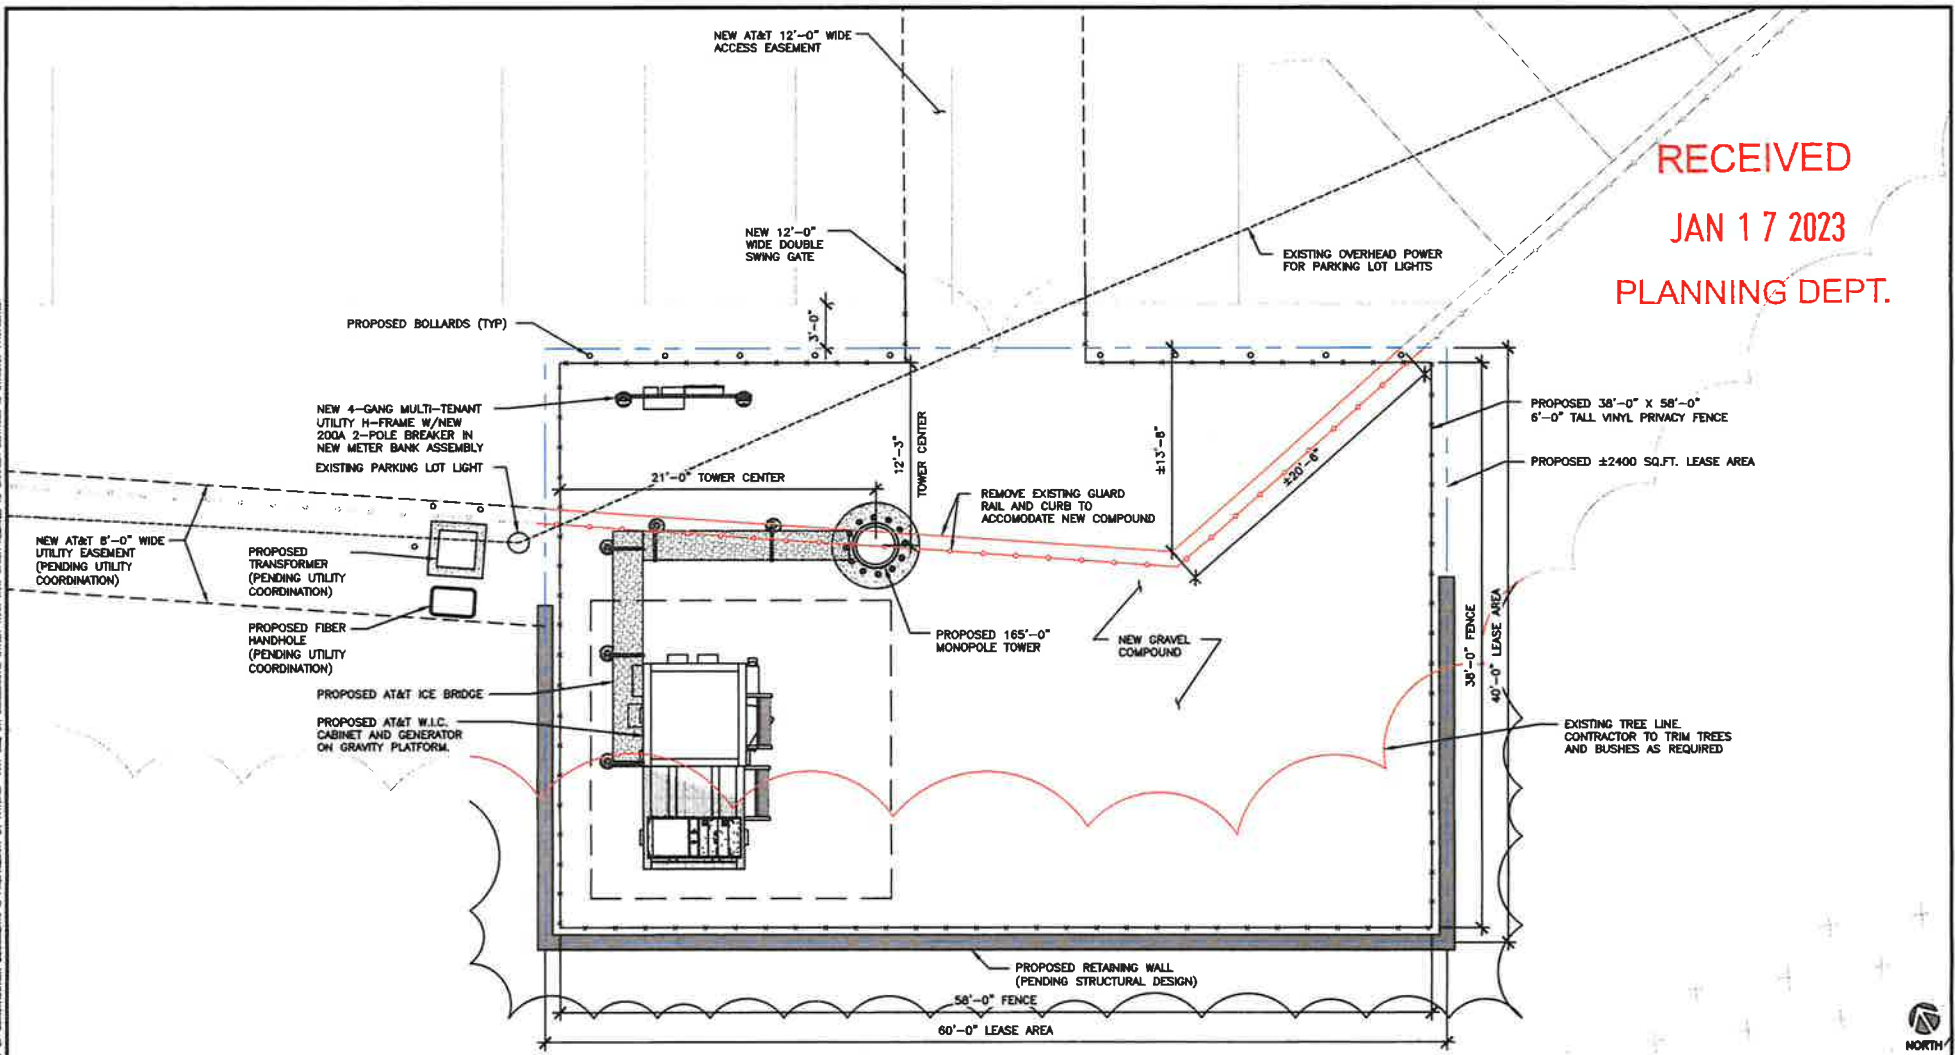 NEW AT&T 12'-0" WIDE
ACCESS EASEMENT
RECEIVED
JAN 17 2023
PLANNING DEPT.
NEW 12'-0"
WIDE DOUBLE
SWING GATE
EXISTING OVERHEAD POWER
FOR PARKING LOT LIGHTS
PROPOSED BOLLARDS (TYP)
3'-0"
NEW 4-GANG MULTI-TENANT
UTILITY H-FRAME W/NEW
200A 2-POLE BREAKER IN
NEW METER BANK ASSEMBLY
EXISTING PARKING LOT LIGHT
21'-0" TOWER CENTER
12'-3"
TOWER CENTER
±13'-8"
±20'-8"
PROPOSED 38'-0" X 58'-0"
6'-0" TALL VINYL PRIVACY FENCE
PROPOSED ±2400 SQ.FT. LEASE AREA
REMOVE EXISTING GUARD
RAIL AND CURB TO
ACCOMODATE NEW COMPOUND
NEW AT&T 8'-0" WIDE
UTILITY EASEMENT
(PENDING UTILITY
COORDINATION)
PROPOSED
TRANSFORMER
(PENDING UTILITY
COORDINATION)
PROPOSED FIBER
HANDHOLE
(PENDING UTILITY
COORDINATION)
PROPOSED 165'-0"
MONOPOLE TOWER
NEW GRAVEL
COMPOUND
38'-0" FENCE
40'-0" LEASE AREA
PROPOSED AT&T ICE BRIDGE
PROPOSED AT&T W.I.C.
CABINET AND GENERATOR
ON GRAVITY PLATFORM.
EXISTING TREE LINE.
CONTRACTOR TO TRIM TREES
AND BUSHES AS REQUIRED
PROPOSED RETAINING WALL
(PENDING STRUCTURAL DESIGN)
58'-0" FENCE
60'-0" LEASE AREA
NORTH